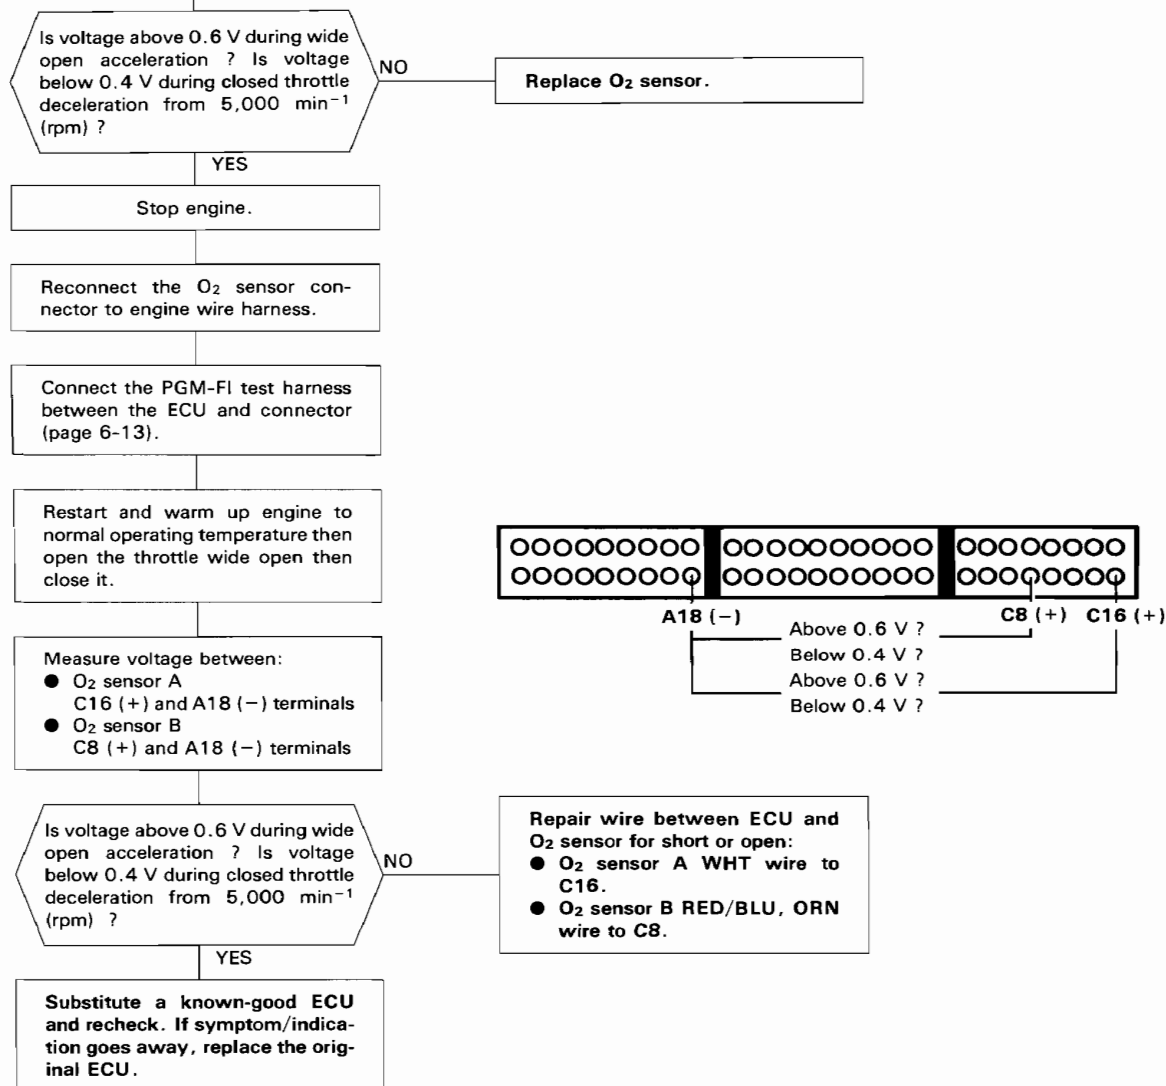 Is voltage above 0.6 V during wide
open acceleration ? Is voltage
below 0.4 V during closed throttle
deceleration from 5,000 min⁻¹
(rpm) ?
NO
Replace O₂ sensor.
YES
Stop engine.
Reconnect the O₂ sensor con-
nector to engine wire harness.
Connect the PGM-FI test harness
between the ECU and connector
(page 6-13).
Restart and warm up engine to
normal operating temperature then
open the throttle wide open then
close it.
A18 (−)
C8 (+)
C16 (+)
Above 0.6 V ?
Below 0.4 V ?
Above 0.6 V ?
Below 0.4 V ?
Measure voltage between:
● O₂ sensor A
C16 (+) and A18 (−) terminals
● O₂ sensor B
C8 (+) and A18 (−) terminals
Is voltage above 0.6 V during wide
open acceleration ? Is voltage
below 0.4 V during closed throttle
deceleration from 5,000 min⁻¹
(rpm) ?
NO
Repair wire between ECU and
O₂ sensor for short or open:
● O₂ sensor A WHT wire to
C16.
● O₂ sensor B RED/BLU, ORN
wire to C8.
YES
Substitute a known-good ECU
and recheck. If symptom/indica-
tion goes away, replace the orig-
inal ECU.